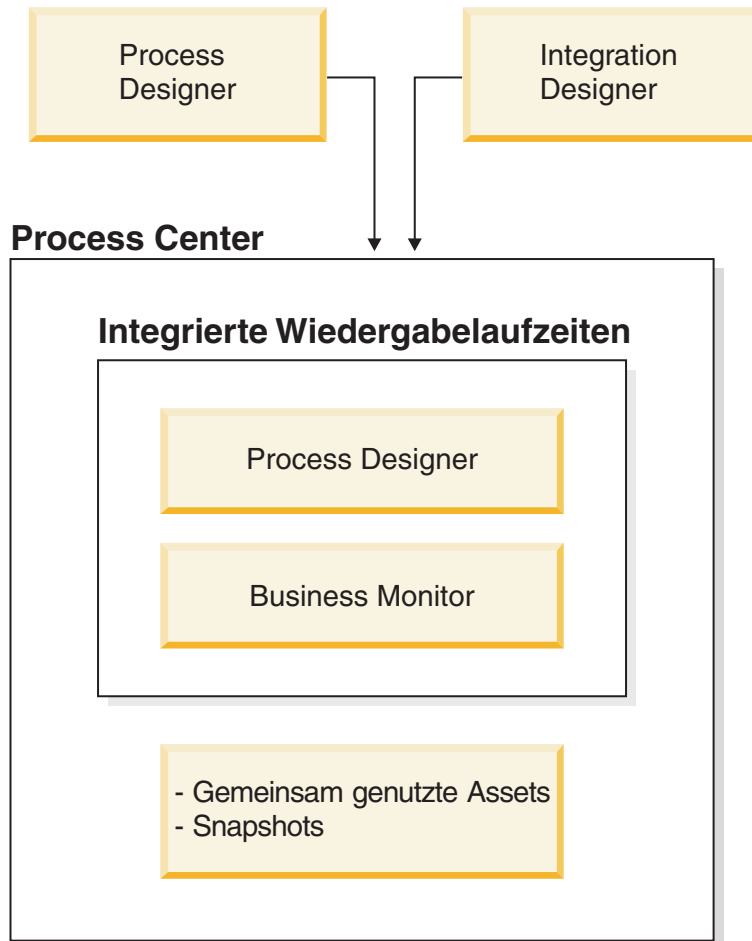 Process
Designer
Integration
Designer
Process Center
Integrierte Wiedergabelaufzeiten
Process Designer
Business Monitor
- Gemeinsam genutzte Assets
- Snapshots